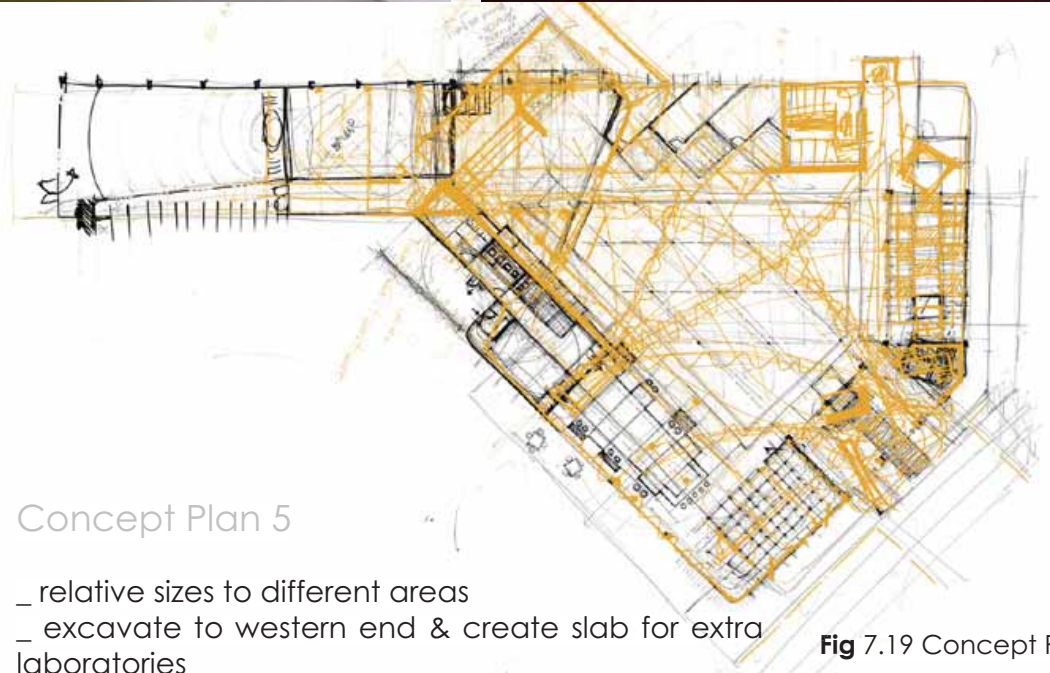 Concept Plan 5
_ relative sizes to different areas
_ excavate to western end & create slab for extra
laboratories
Fig 7.19 Concept